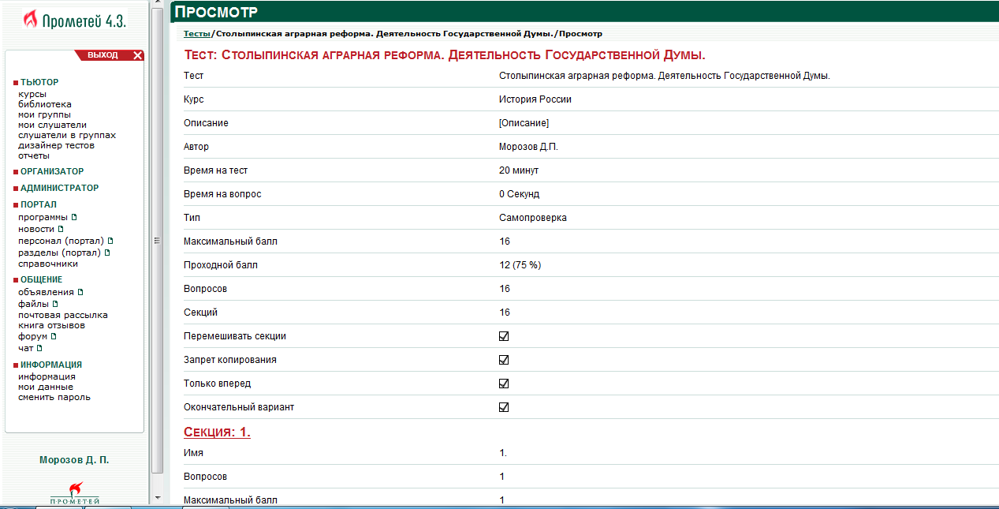 Прометей 4.3.
ВЫХОД
ТЬЮТОР
курсы
библиотека
мои группы
мои слушатели
слушатели в группах
дизайнер тестов
отчеты
ОРГАНИЗАТОР
АДМИНИСТРАТОР
ПОРТАЛ
программы
новости
персонал (портал)
разделы (портал)
справочники
ОБЩЕНИЕ
объявления
файлы
почтовая рассылка
книга отзывов
форум
чат
ИНФОРМАЦИЯ
информация
мои данные
сменить пароль
Морозов Д. П.
ПРОМЕТЕЙ
ПРОСМОТР
Тесты/Столыпинская аграрная реформа. Деятельность Государственной Думы./Просмотр
ТЕСТ: СТОЛЫПИНСКАЯ АГРАРНАЯ РЕФОРМА. ДЕЯТЕЛЬНОСТЬ ГОСУДАРСТВЕННОЙ ДУМЫ.
Тест Столыпинская аграрная реформа. Деятельность Государственной Думы.
Курс История России
Описание [Описание]
Автор Морозов Д.П.
Время на тест 20 минут
Время на вопрос 0 Секунд
Тип Самопроверка
Максимальный балл 16
Проходной балл 12 (75 %)
Вопросов 16
Секций 16
Перемешивать секции
Запрет копирования
Только вперед
Окончательный вариант
СЕКЦИЯ: 1.
Имя 1.
Вопросов 1
Максимальный балл 1